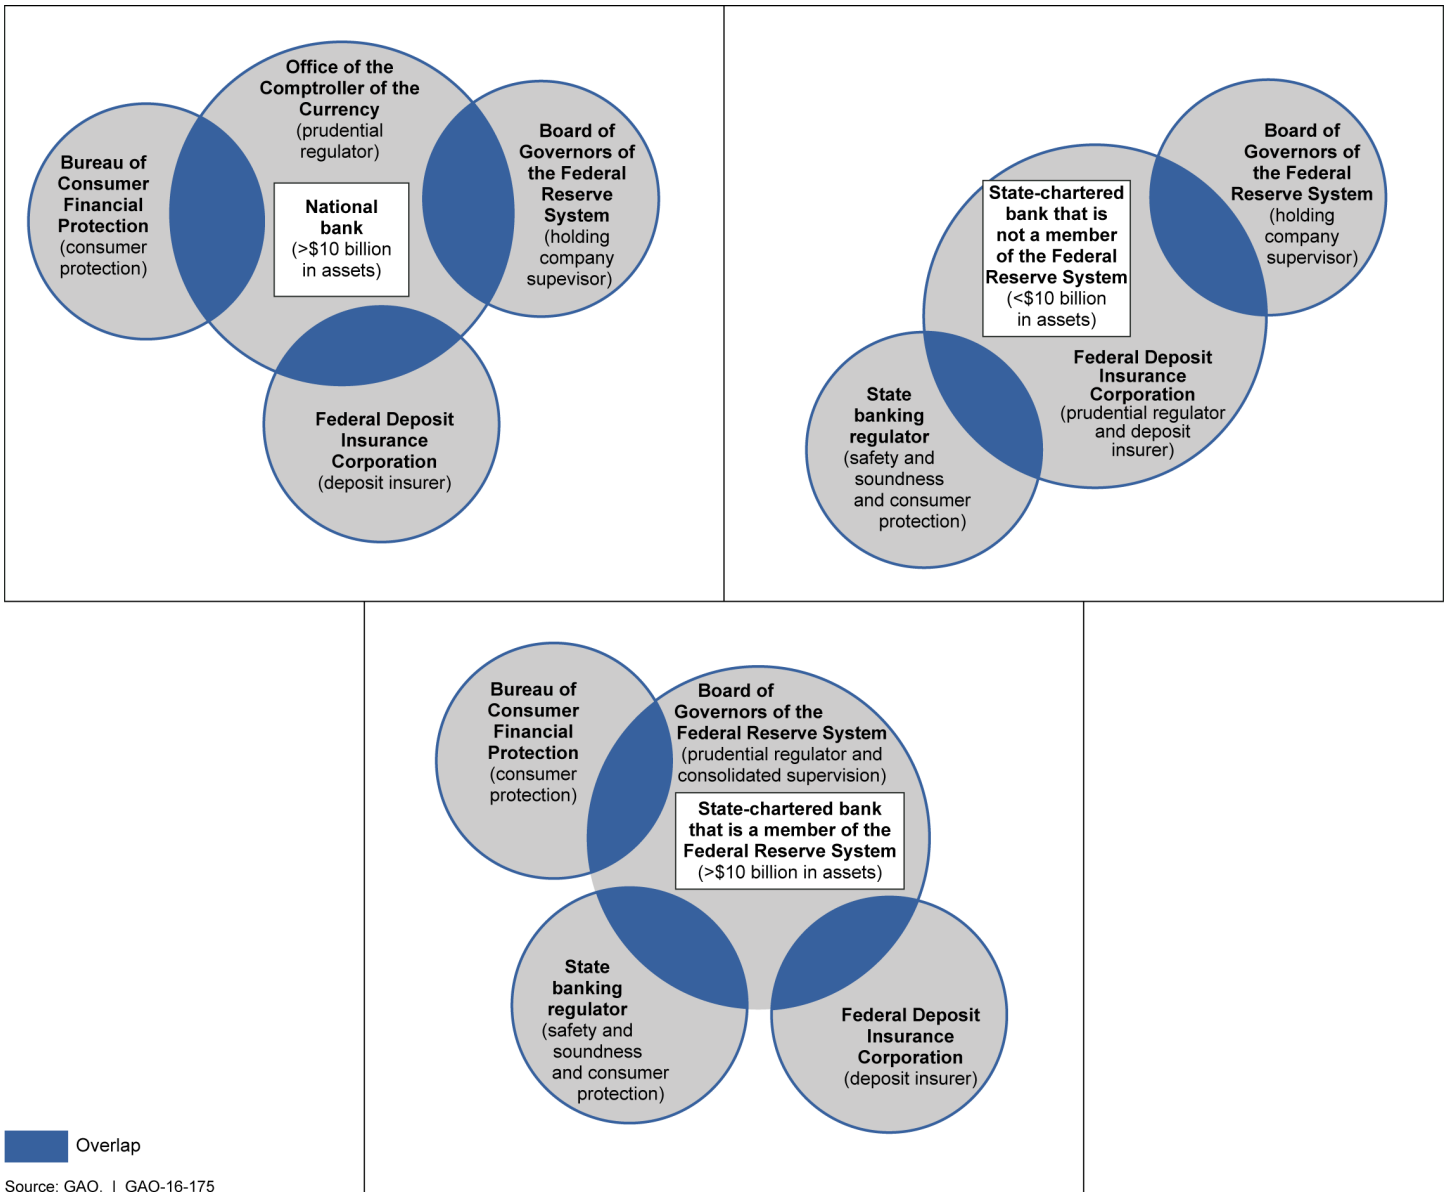 Office of the
Comptroller of the
Currency
(prudential
regulator)
Bureau of
Consumer
Financial
Protection
(consumer
protection)
National
bank
(>$10 billion
in assets)
Board of
Governors of
the Federal
Reserve
System
(holding
company
supevisor)
Federal Deposit
Insurance
Corporation
(deposit insurer)
Board of
Governors of
the Federal
Reserve System
(holding
company
supervisor)
State-chartered
bank that is
not a member
of the Federal
Reserve System
(<$10 billion
in assets)
Federal Deposit
Insurance
Corporation
(prudential regulator
and deposit
insurer)
State
banking
regulator
(safety and
soundness
and consumer
protection)
Bureau of
Consumer
Financial
Protection
(consumer
protection)
Board of
Governors of the
Federal Reserve System
(prudential regulator and
consolidated supervision)
State-chartered bank
that is a member of the
Federal Reserve System
(>$10 billion in assets)
State
banking
regulator
(safety and
soundness
and consumer
protection)
Federal Deposit
Insurance
Corporation
(deposit insurer)
Overlap
Source: GAO. | GAO-16-175